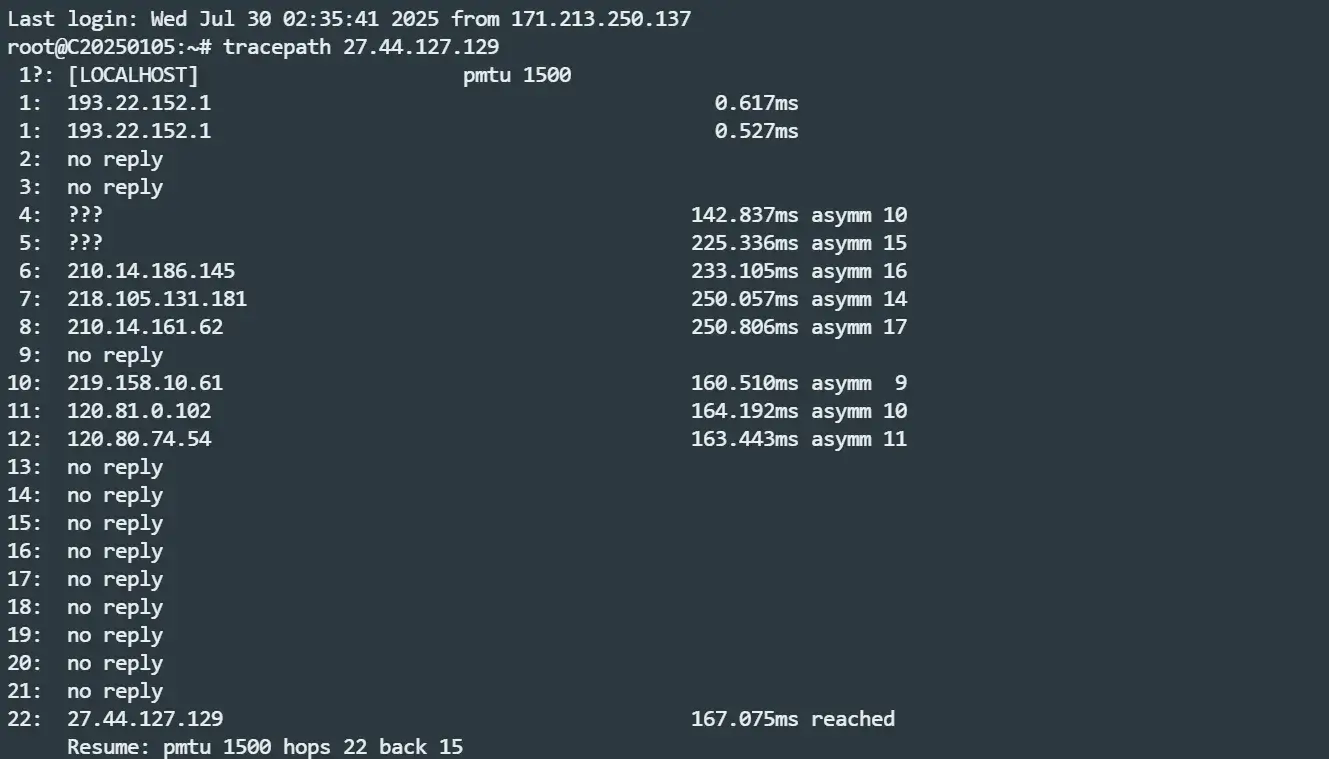 Last login: Wed Jul 30 02:35:41 2025 from 171.213.250.137
root@C20250105:~# tracepath 27.44.127.129
 1?: [LOCALHOST]                      pmtu 1500
 1:  193.22.152.1                                          0.617ms
 1:  193.22.152.1                                          0.527ms
 2:  no reply
 3:  no reply
 4:  ???                                                 142.837ms asymm 10
 5:  ???                                                 225.336ms asymm 15
 6:  210.14.186.145                                      233.105ms asymm 16
 7:  218.105.131.181                                     250.057ms asymm 14
 8:  210.14.161.62                                       250.806ms asymm 17
 9:  no reply
10:  219.158.10.61                                       160.510ms asymm  9
11:  120.81.0.102                                        164.192ms asymm 10
12:  120.80.74.54                                        163.443ms asymm 11
13:  no reply
14:  no reply
15:  no reply
16:  no reply
17:  no reply
18:  no reply
19:  no reply
20:  no reply
21:  no reply
22:  27.44.127.129                                       167.075ms reached
     Resume: pmtu 1500 hops 22 back 15